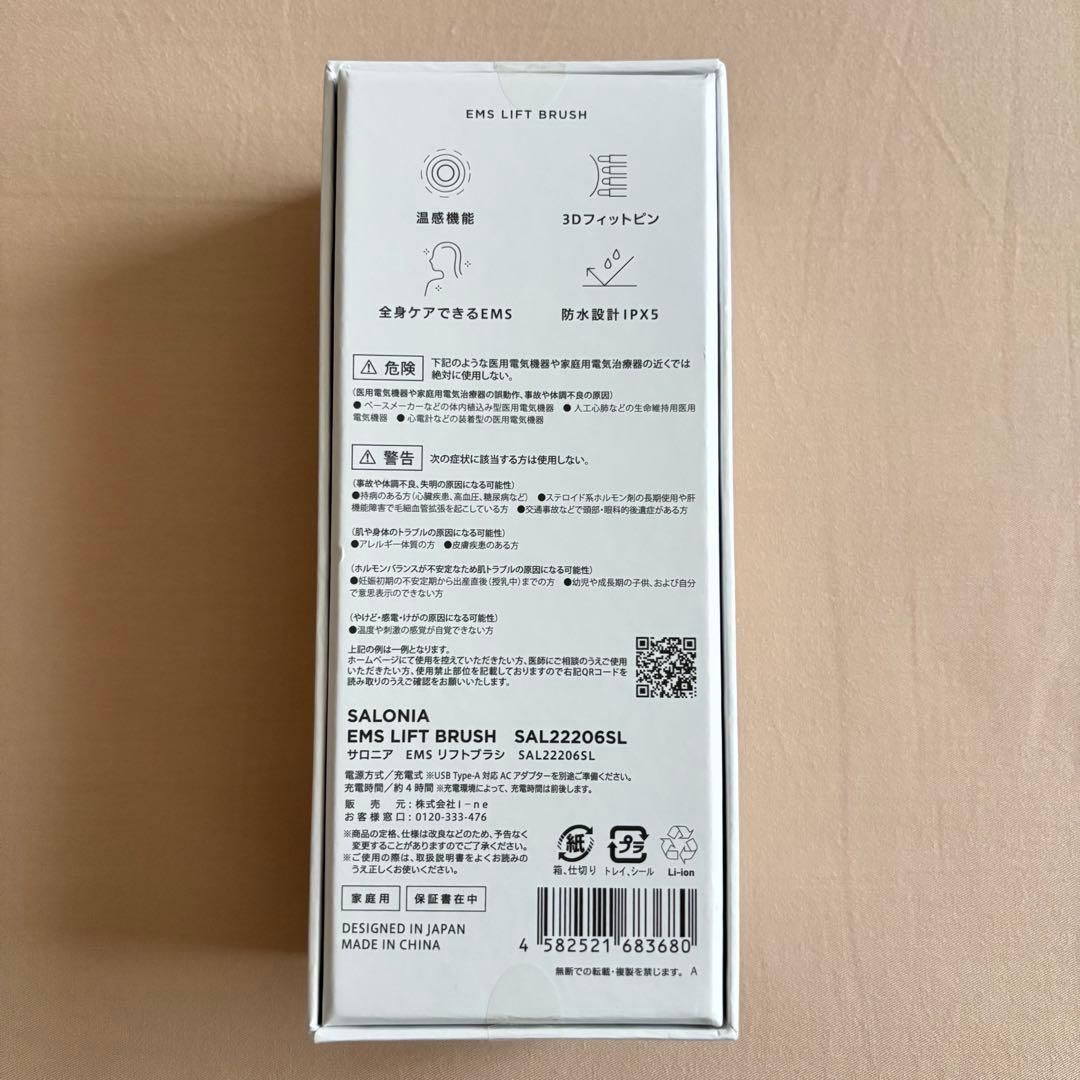 EMS LIFT BRUSH
温感機能
3Dフィットピン
全身ケアできるEMS
防水設計IPX5
危険 下記のような医用電気機器や家庭用電気治療器の近くでは
絶対に使用しない。
(医用電気機器や家庭用電気治療器の誤動作、事故や体調不良の原因)
● ペースメーカーなどの体内植込み型医用電気機器 ● 人工心肺などの生命維持用医用
電気機器 ● 心電計などの装着型の医用電気機器
警告 次の症状に該当する方は使用しない。
(事故や体調不良、失明の原因になる可能性)
●持病のある方(心臓疾患、高血圧、糖尿病など) ●ステロイド系ホルモン剤の長期使用や肝
機能障害で毛細血管拡張を起こしている方 ●交通事故などで頭部・眼科的後遺症がある方
(肌や身体のトラブルの原因になる可能性)
●アレルギー体質の方 ●皮膚疾患のある方
(ホルモンバランスが不安定なため肌トラブルの原因になる可能性)
●妊娠初期の不安定期から出産直後(授乳中)までの方 ●幼児や成長期の子供、および自分
で意思表示のできない方
(やけど・感電・けがの原因になる可能性)
●温度や刺激の感覚が自覚できない方
上記の例は一例となります。
ホームページにて使用を控えていただきたい方、医師にご相談のうえご使用
いただきたい方、使用禁止部位を記載しておりますので右記QRコードを
読み取りのうえご確認をお願いいたします。
SALONIA
EMS LIFT BRUSH SAL22206SL
サロニア EMS リフトブラシ SAL22206SL
電源方式/充電式 ※USB Type-A 対応 AC アダプターを別途ご準備ください。
充電時間/約4時間 ※充電環境によって、充電時間は前後します。
販売元:株式会社I-ne
お客様窓口:0120-333-476
※商品の定格、仕様は改良などのため、予告なく
変更することがありますのでご了承ください。
※ご使用の際は、取扱説明書をよくお読みの
うえ正しくお使いください。
紙
箱、仕切り
プラ
トレイ、シール
Li-ion
家庭用
保証書在中
DESIGNED IN JAPAN
MADE IN CHINA
4 582521 683680
無断での転載・複製を禁じます。 A